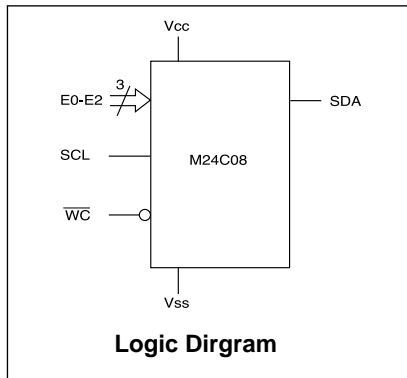 Vcc
3
E0-E2
SDA
SCL
M24C08
WC
Vss
Logic Dirgram